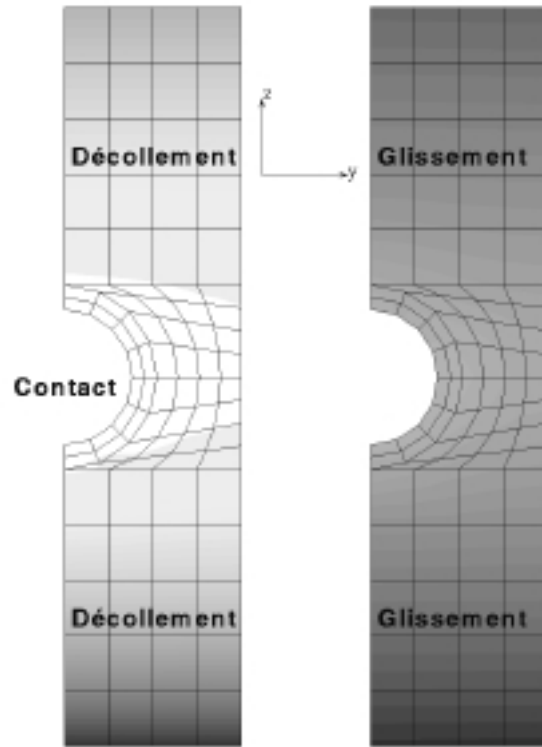 z
Décollement
Glissement
y
Contact
Décollement
Glissement